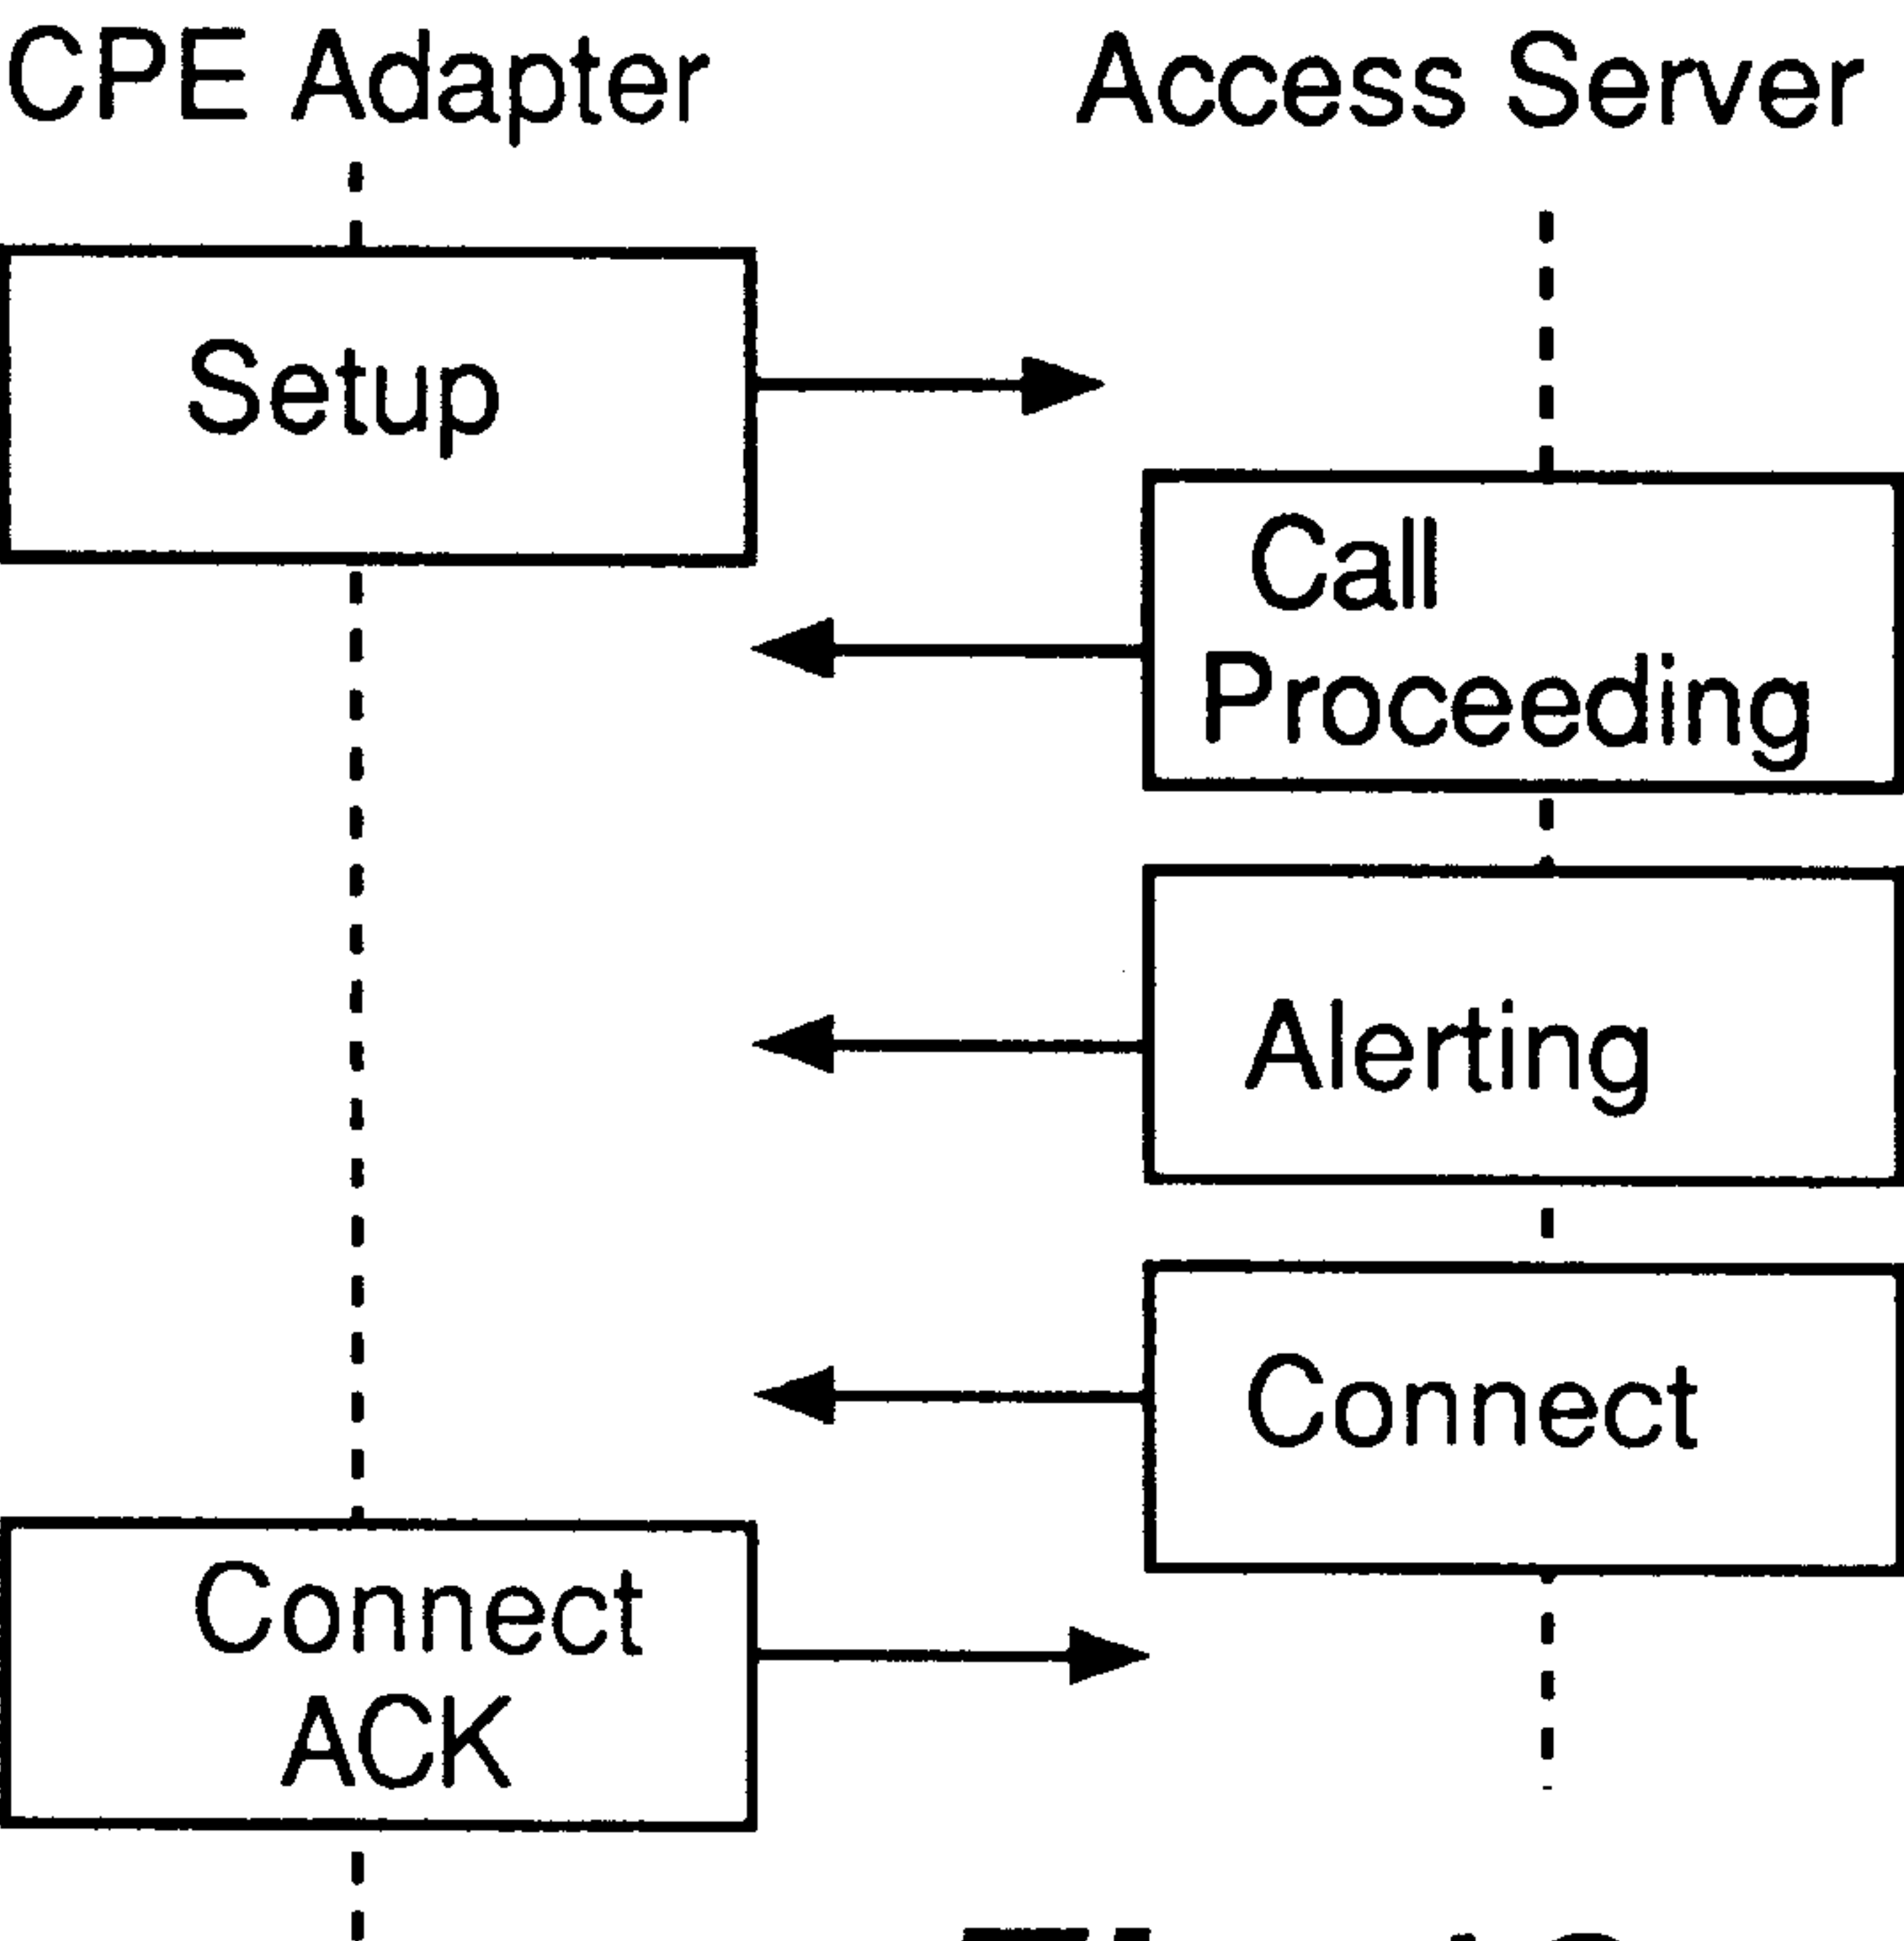 CPE Adapter
Access Server
Setup
Call
Proceeding
Alerting
Connect
Connect
ACK